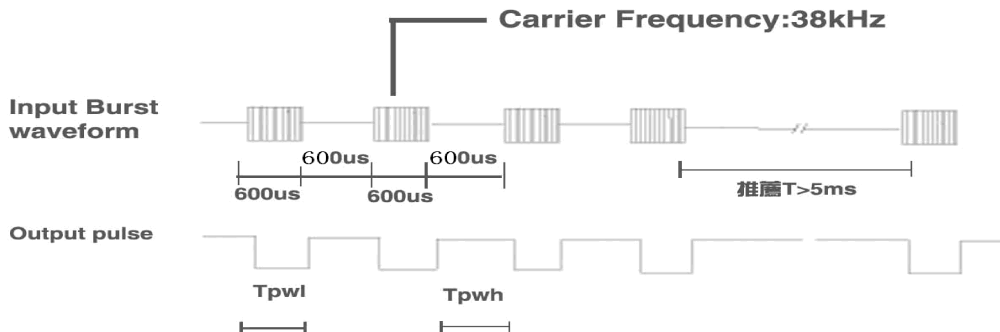 Carrier Frequency:38kHz
Input Burst
waveform
600us
600us
600us
600us
推薦T>5ms
Output pulse
Tpwl
Tpwh